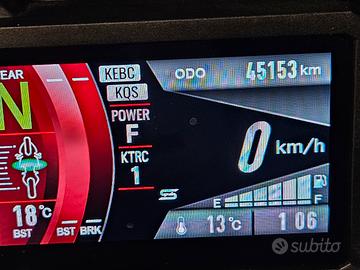 EAR
KEBC
ODO 45153 km
N
KQS
POWER
F
0 km/h
KTRC
1
E
18°C
13°C
1 06
BST
BST BRK
subito